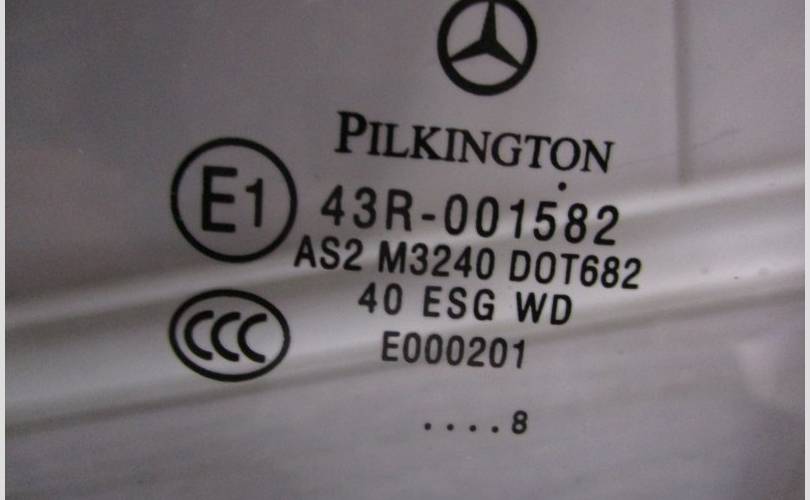 PILKINGTON
E1
43R-001582
AS2 M3240 DOT682
40 ESG WD
CCC
E000201
....8